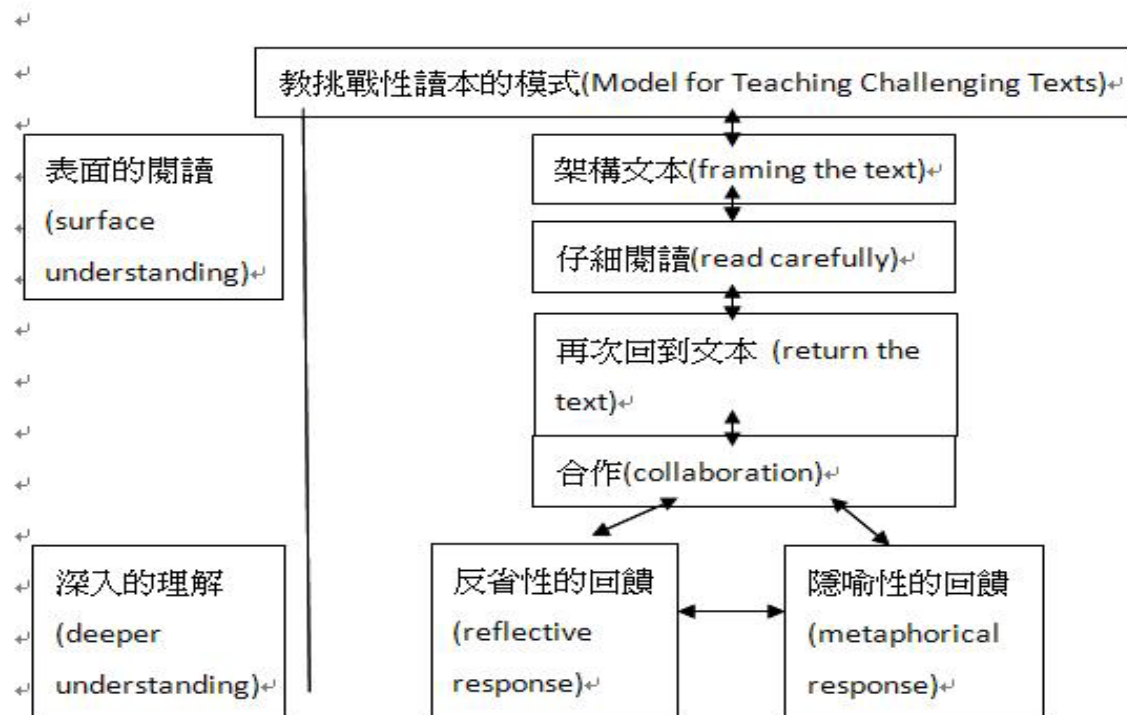 教挑戰性讀本的模式(Model for Teaching Challenging Texts)
表面的閱讀
(surface
understanding)
架構文本(framing the text)
仔細閱讀(read carefully)
再次回到文本 (return the
text)
合作(collaboration)
深入的理解
(deeper
understanding)
反省性的回饋
(reflective
response)
隱喻性的回饋
(metaphorical
response)